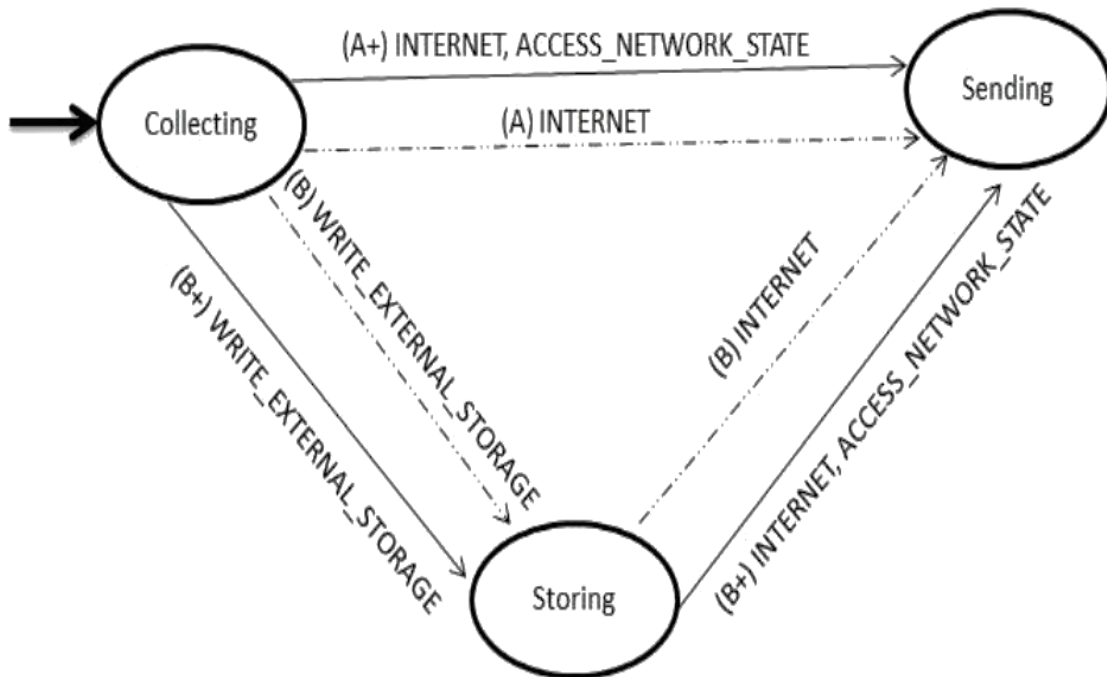 (A+) INTERNET, ACCESS_NETWORK_STATE
Collecting
Sending
(A) INTERNET
(B) WRITE_EXTERNAL_STORAGE
(B+) WRITE_EXTERNAL_STORAGE
(B) INTERNET
(B+) INTERNET, ACCESS_NETWORK_STATE
Storing